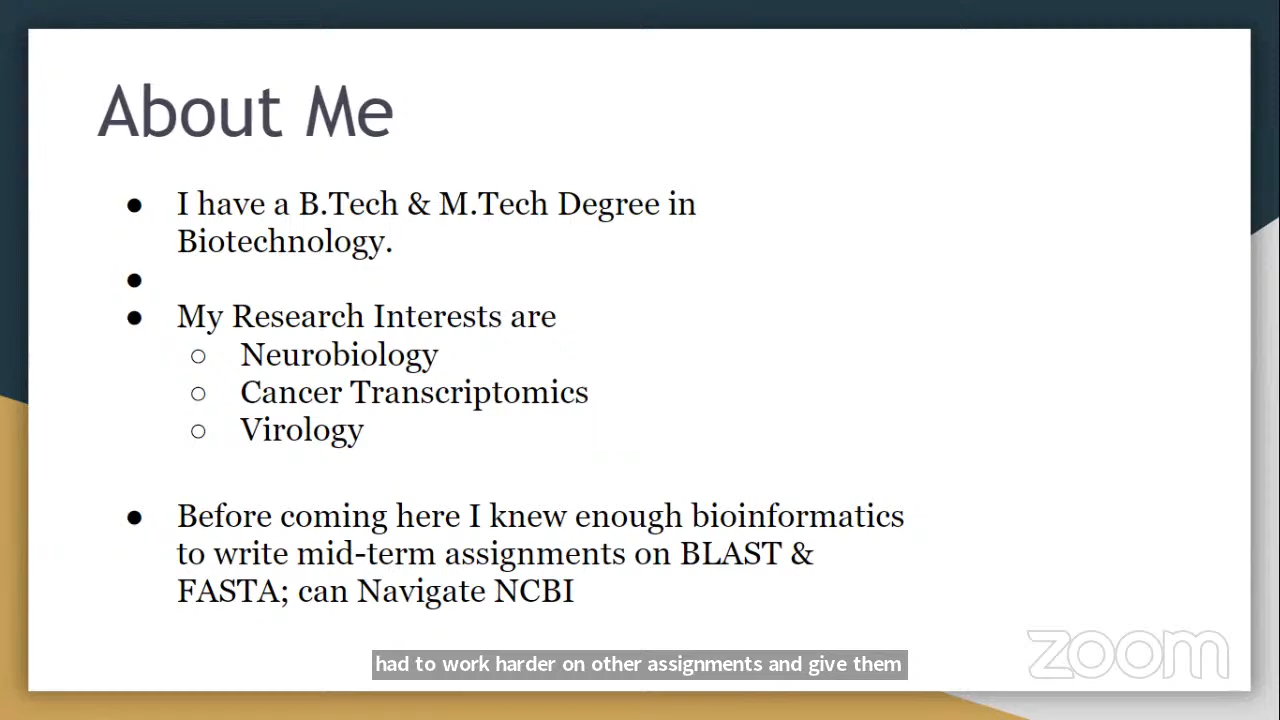 About Me
● I have a B.Tech & M.Tech Degree in
Biotechnology.
●
● My Research Interests are
○ Neurobiology
○ Cancer Transcriptomics
○ Virology
● Before coming here I knew enough bioinformatics
to write mid-term assignments on BLAST &
FASTA; can Navigate NCBI
had to work harder on other assignments and give them
zoom